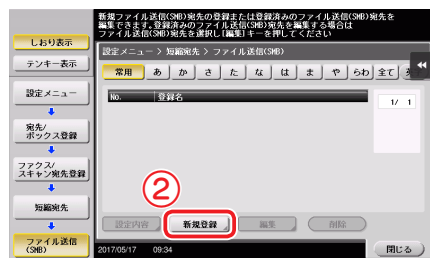 新規ファイル送信(SMB)宛先の登録または登録済みのファイル送信(SMB)宛先を
編集できます。登録済みのファイル送信(SMB)宛先を編集する場合は
ファイル送信(SMB)宛先を選択し[編集]キーを押してください
しおり表示
テンキー表示
設定メニュー
宛先/
ボックス登録
ファクス/
スキャン宛先登録
短縮宛先
ファイル送信
(SMB)
設定メニュー > 短縮宛先 > ファイル送信(SMB)
常用 あ か さ た な は ま や らわ 全て
No. 登録名
1/ 1
②
設定内容 新規登録 編集 削除
2017/05/17 09:34
閉じる